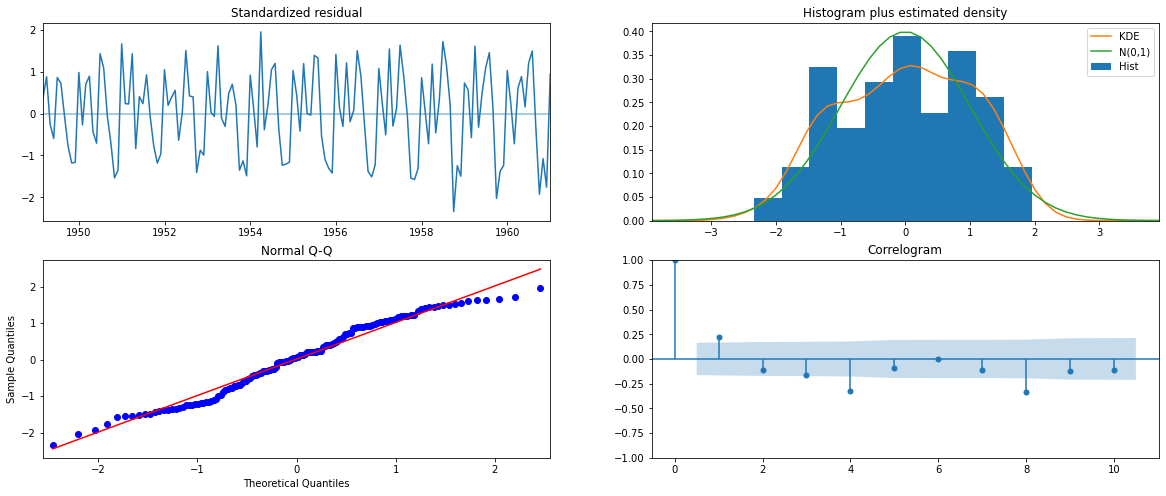 Standardized residual
2
1
0
−1
−2
1950 1952 1954 1956 1958 1960
Histogram plus estimated density
0.40
0.35
0.30
0.25
0.20
0.15
0.10
0.05
0.00
−3 −2 −1 0 1 2 3
KDE
N(0,1)
Hist
Normal Q-Q
Sample Quantiles
2
1
0
−1
−2
−2 −1 0 1 2
Theoretical Quantiles
Correlogram
1.00
0.75
0.50
0.25
0.00
−0.25
−0.50
−0.75
−1.00
0 2 4 6 8 10